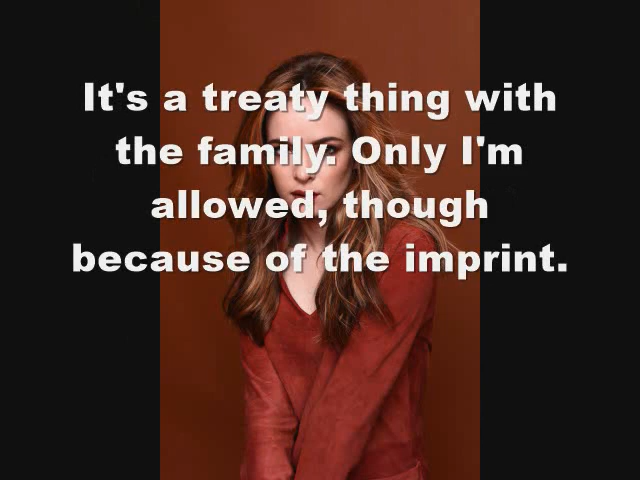 It's a treaty thing with
the family. Only I'm
allowed, though
because of the imprint.